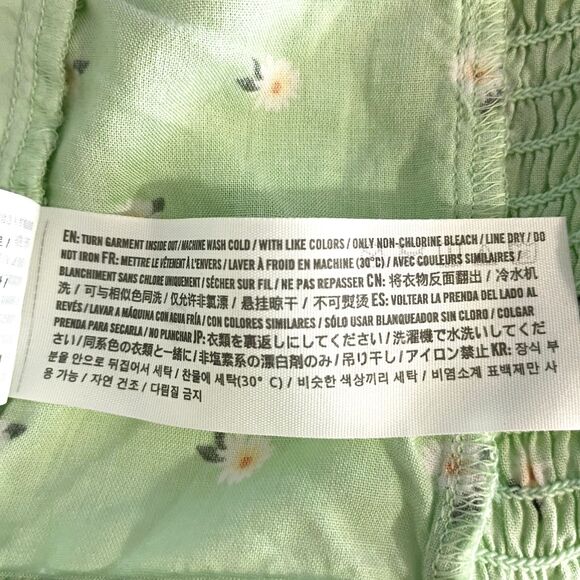 EN: TURN GARMENT INSIDE OUT / MACHINE WASH COLD / WITH LIKE COLORS / ONLY NON-CHLORINE BLEACH / LINE DRY / DO
NOT IRON FR: METTRE LE VÊTEMENT À L'ENVERS / LAVER À FROID EN MACHINE (30°C) / AVEC COULEURS SIMILAIRES /
BLANCHIMENT SANS CHLORE UNIQUEMENT / SÉCHER SUR FIL / NE PAS REPASSER CN: 将衣物反面翻出 / 冷水机
洗 / 可与相似色同洗 / 仅允许非氯漂 / 悬挂晾干 / 不可熨烫 ES: VOLTEAR LA PRENDA DEL LADO AL
REVÉS / LAVAR A MÁQUINA CON AGUA FRÍA / CON COLORES SIMILARES / SÓLO USAR BLANQUEADOR SIN CLORO / COLGAR
PRENDA PARA SECARLA / NO PLANCHAR JP: 衣類を裏返しにしてください / 洗濯機で水洗いしてくだ
さい / 同系色の衣類と一緒に / 非塩素系の漂白剤のみ / 吊り干し / アイロン禁止 KR: 장식 부
분을 안으로 뒤집어서 세탁 / 찬물에 세탁(30° C) / 비슷한 색상끼리 세탁 / 비염소계 표백제만 사
용 가능 / 자연 건조 / 다림질 금지